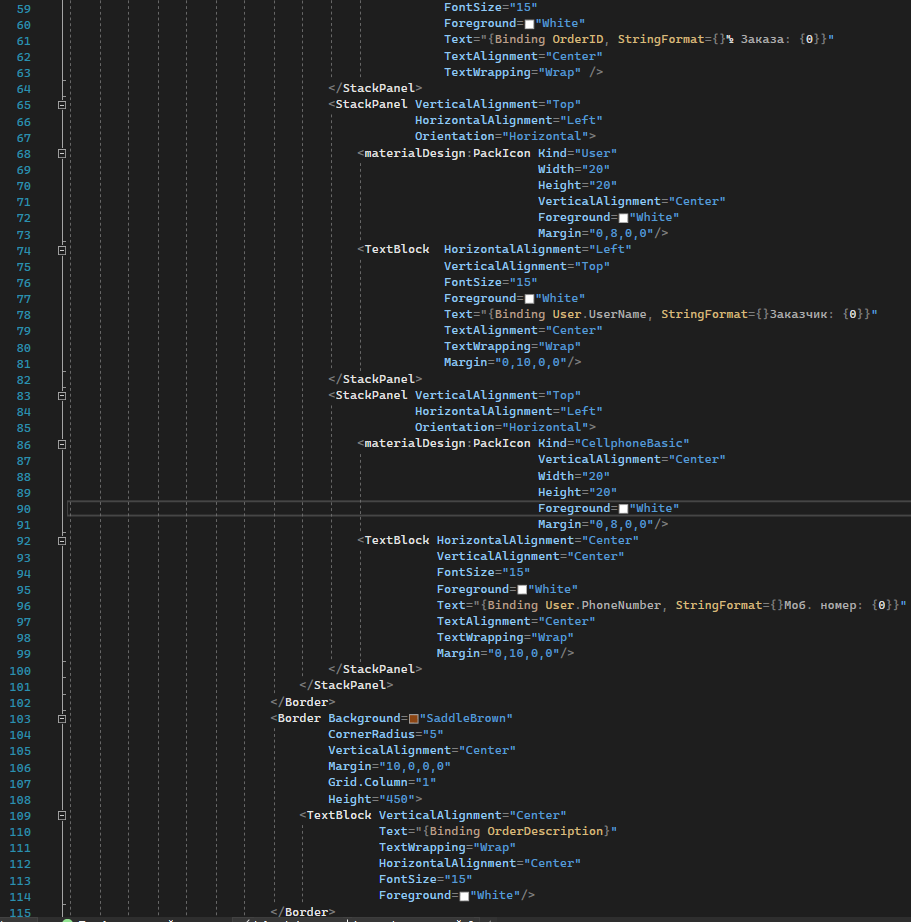 59 FontSize="15"
60 Foreground="White"
61 Text="{Binding OrderID, StringFormat={}№ Заказа: {0}}"
62 TextAlignment="Center"
63 TextWrapping="Wrap" />
64 </StackPanel>
65 <StackPanel VerticalAlignment="Top"
66 HorizontalAlignment="Left"
67 Orientation="Horizontal">
68 <materialDesign:PackIcon Kind="User"
69 Width="20"
70 Height="20"
71 VerticalAlignment="Center"
72 Foreground="White"
73 Margin="0,8,0,0"/>
74 <TextBlock HorizontalAlignment="Left"
75 VerticalAlignment="Top"
76 FontSize="15"
77 Foreground="White"
78 Text="{Binding User.UserName, StringFormat={}Заказчик: {0}}"
79 TextAlignment="Center"
80 TextWrapping="Wrap"
81 Margin="0,10,0,0"/>
82 </StackPanel>
83 <StackPanel VerticalAlignment="Top"
84 HorizontalAlignment="Left"
85 Orientation="Horizontal">
86 <materialDesign:PackIcon Kind="CellphoneBasic"
87 VerticalAlignment="Center"
88 Width="20"
89 Height="20"
90 Foreground="White"
91 Margin="0,8,0,0"/>
92 <TextBlock HorizontalAlignment="Center"
93 VerticalAlignment="Center"
94 FontSize="15"
95 Foreground="White"
96 Text="{Binding User.PhoneNumber, StringFormat={}Моб. номер: {0}}"
97 TextAlignment="Center"
98 TextWrapping="Wrap"
99 Margin="0,10,0,0"/>
100 </StackPanel>
101 </StackPanel>
102 </Border>
103 <Border Background="SaddleBrown"
104 CornerRadius="5"
105 VerticalAlignment="Center"
106 Margin="10,0,0,0"
107 Grid.Column="1"
108 Height="450">
109 <TextBlock VerticalAlignment="Center"
110 Text="{Binding OrderDescription}"
111 TextWrapping="Wrap"
112 HorizontalAlignment="Center"
113 FontSize="15"
114 Foreground="White"/>
115 </Border>